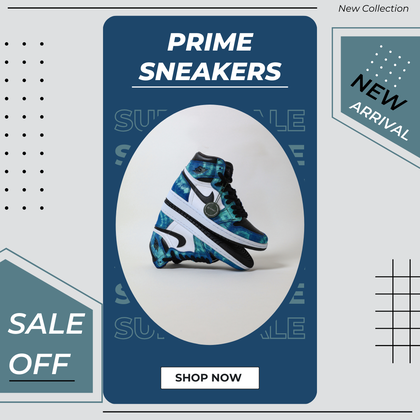 New Collection
PRIME
SNEAKERS
NEW
ARRIVAL
SALE
OFF
SHOP NOW